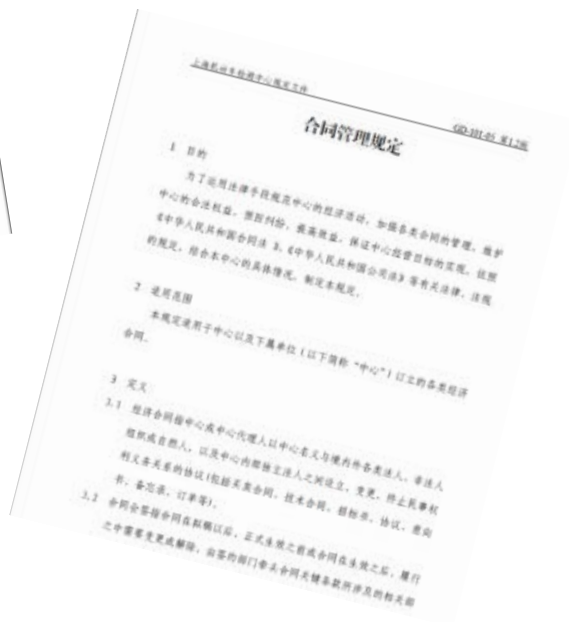 上海机动车检测中心规定文件
GD-101-05 第1.2版
合同管理规定
1 目的
为了运用法律手段规范中心的经济活动，加强各类合同的管理，维护
中心的合法权益，预防纠纷，提高效益，保证中心经营目标的实现，依照
《中华人民共和国合同法》、《中华人民共和国公司法》等有关法律、法规
的规定，结合本中心的具体情况，制定本规定。
2 适用范围
本规定适用于中心以及下属单位（以下简称“中心”）订立的各类经济
合同。
3 定义
3.1 经济合同指中心或中心代理人以中心名义与境内外各类法人、非法人
组织或自然人，以及中心内部独立法人之间设立、变更、终止民事权
利义务关系的协议（包括买卖合同、技术合同、招标书、协议、意向
书、备忘录、订单等）。
3.2 合同会签指合同在拟稿以后，正式生效之前或合同在生效之后，履行
之中需要变更或解除，由签约部门牵头合同关键条款所涉及的相关部